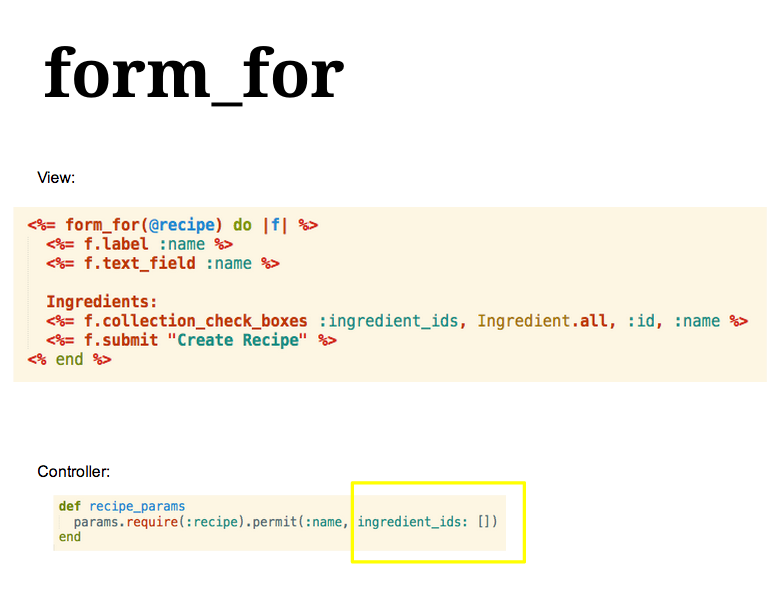 form_for
View:
<%= form_for(@recipe) do |f| %>
<%= f.label :name %>
<%= f.text_field :name %>
Ingredients:
<%= f.collection_check_boxes :ingredient_ids, Ingredient.all, :id, :name %>
<%= f.submit "Create Recipe" %>
<% end %>
Controller:
def recipe_params
params.require(:recipe).permit(:name, ingredient_ids: [])
end